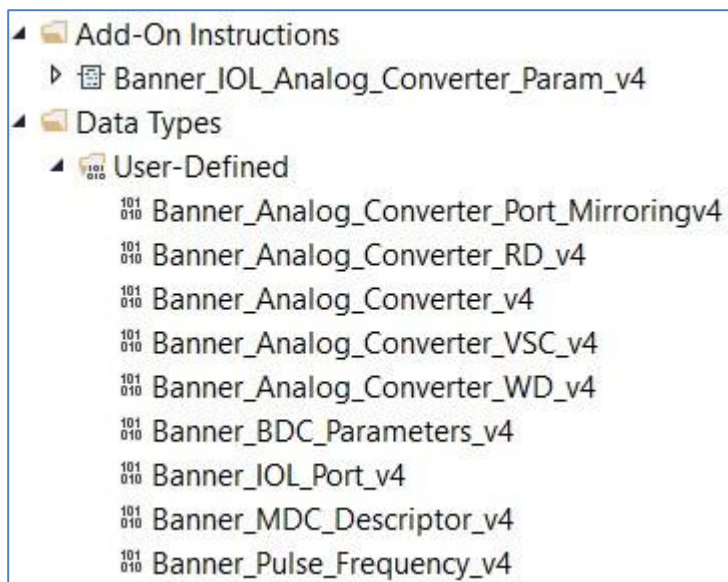 Add-On Instructions
Banner_IOL_Analog_Converter_Param_v4
Data Types
User-Defined
Banner_Analog_Converter_Port_Mirroringv4
Banner_Analog_Converter_RD_v4
Banner_Analog_Converter_v4
Banner_Analog_Converter_VSC_v4
Banner_Analog_Converter_WD_v4
Banner_BDC_Parameters_v4
Banner_IOL_Port_v4
Banner_MDC_Descriptor_v4
Banner_Pulse_Frequency_v4